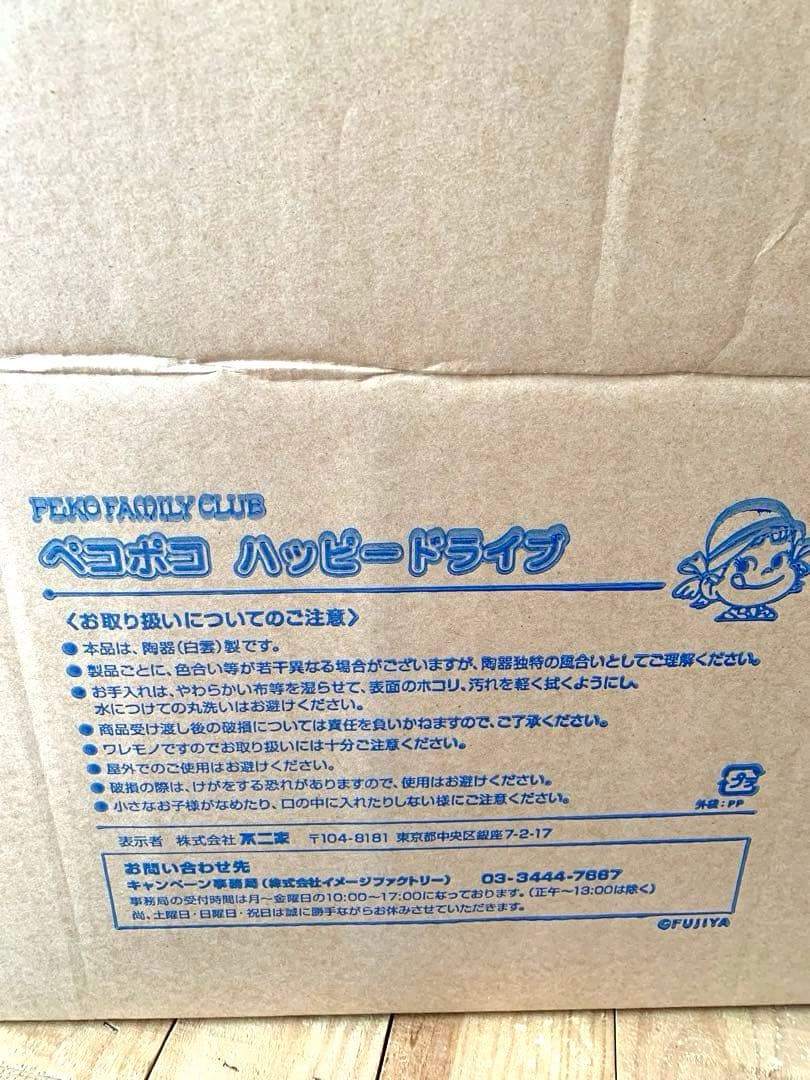 PEKO FAMILY CLUB
ペコポコ ハッピードライブ
〈お取り扱いについてのご注意〉
●本品は、陶器(白雲)製です。
●製品ごとに、色合い等が若干異なる場合がございますが、陶器独特の風合いとしてご理解ください。
●お手入れは、やわらかい布等を湿らせて、表面のホコリ、汚れを軽く拭くようにし、
水につけての丸洗いはお避けください。
●商品受け渡し後の破損については責任を負いかねますので、ご了承ください。
●ワレモノですのでお取り扱いには十分ご注意ください。
●屋外でのご使用はお避けください。
●破損の際は、けがをする恐れがありますので、使用はお避けください。
●小さなお子様がなめたり、口の中に入れたりしない様にご注意ください。
プラ
外袋：PP
表示者 株式会社 不二家 〒104-8181 東京都中央区銀座7-2-17
お問い合わせ先
キャンペーン事務局(株式会社イメージファクトリー) 03-3444-7667
事務局の受付時間は月～金曜日の10:00～17:00になっております。(正午～13:00は除く)
尚、土曜日・日曜日・祝日は誠に勝手ながらお休みさせていただきます。
©FUJIYA